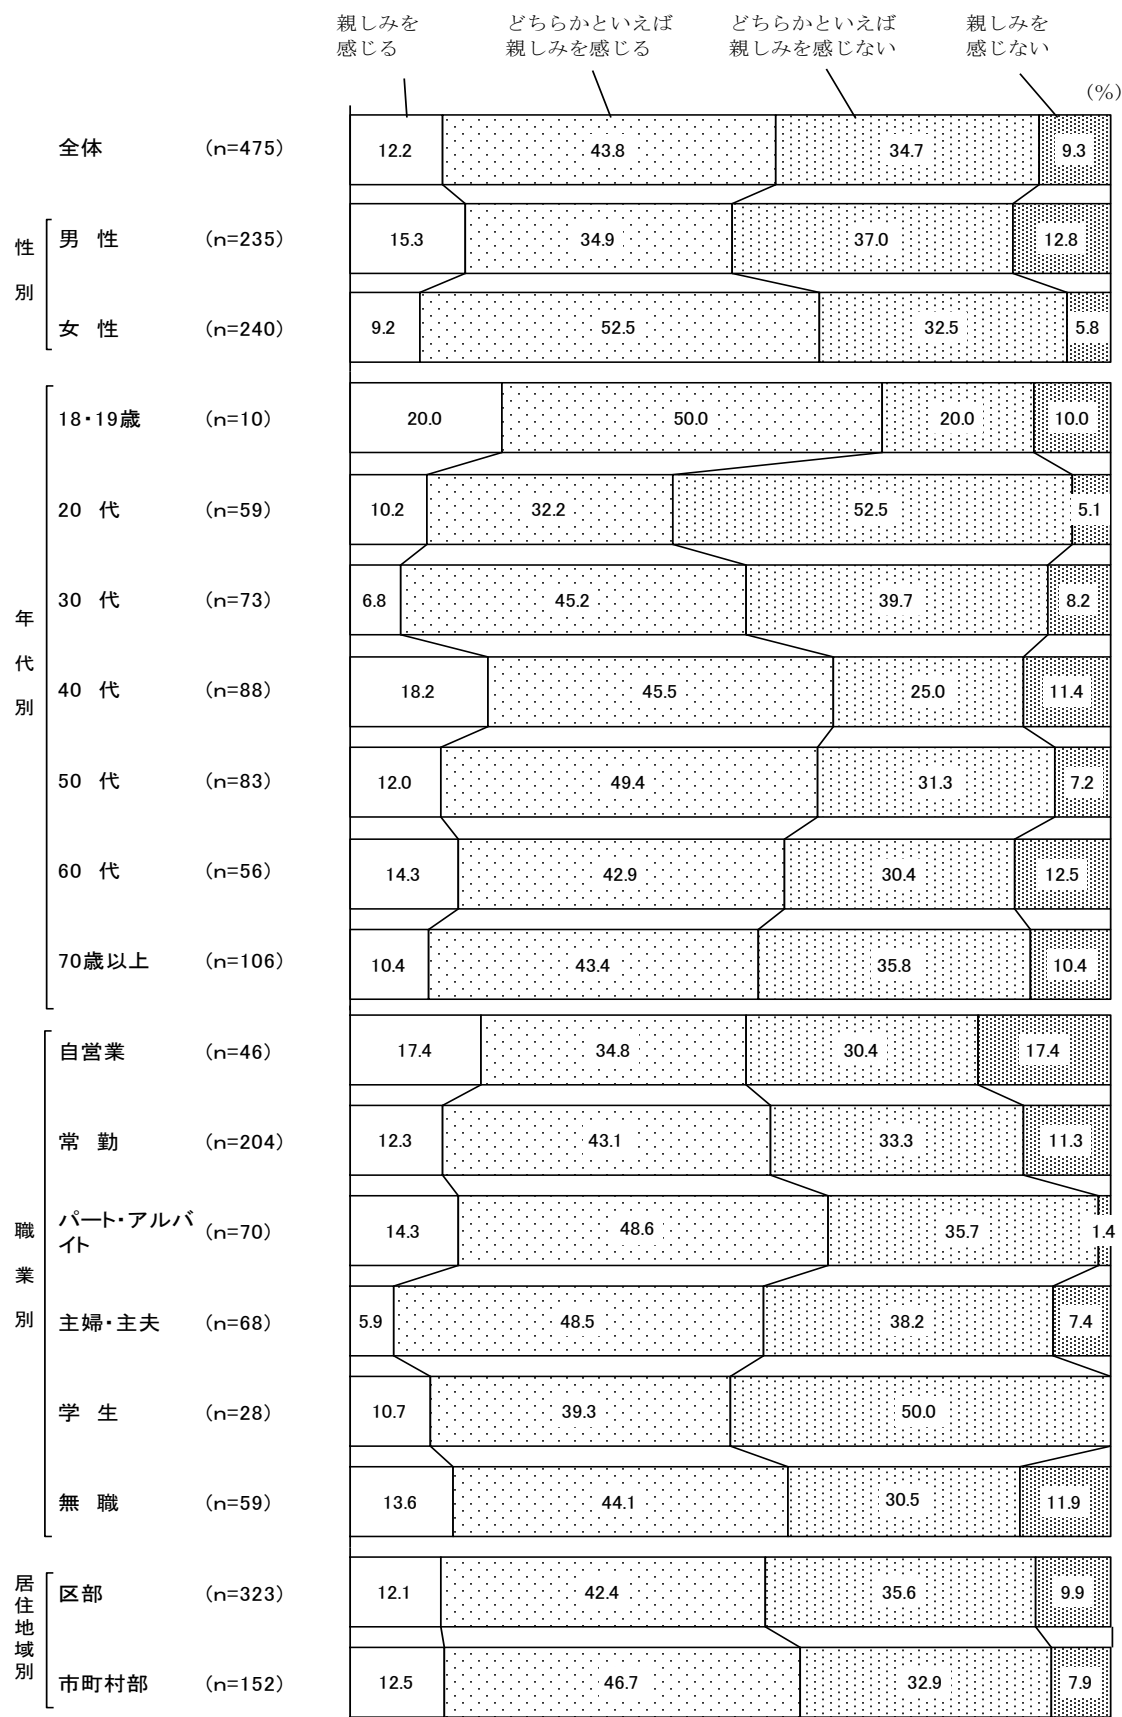 親しみを どちらかといえば どちらかといえば 親しみを
感じる 親しみを感じる 親しみを感じない 感じない
(%)
全体 (n=475) 12.2 43.8 34.7 9.3
性別
男 性 (n=235) 15.3 34.9 37.0 12.8
女 性 (n=240) 9.2 52.5 32.5 5.8
年代別
18・19歳 (n=10) 20.0 50.0 20.0 10.0
20 代 (n=59) 10.2 32.2 52.5 5.1
30 代 (n=73) 6.8 45.2 39.7 8.2
40 代 (n=88) 18.2 45.5 25.0 11.4
50 代 (n=83) 12.0 49.4 31.3 7.2
60 代 (n=56) 14.3 42.9 30.4 12.5
70歳以上 (n=106) 10.4 43.4 35.8 10.4
職業別
自営業 (n=46) 17.4 34.8 30.4 17.4
常 勤 (n=204) 12.3 43.1 33.3 11.3
パート・アルバ
イト (n=70) 14.3 48.6 35.7 1.4
主婦・主夫 (n=68) 5.9 48.5 38.2 7.4
学 生 (n=28) 10.7 39.3 50.0
無 職 (n=59) 13.6 44.1 30.5 11.9
居住地域別
区部 (n=323) 12.1 42.4 35.6 9.9
市町村部 (n=152) 12.5 46.7 32.9 7.9